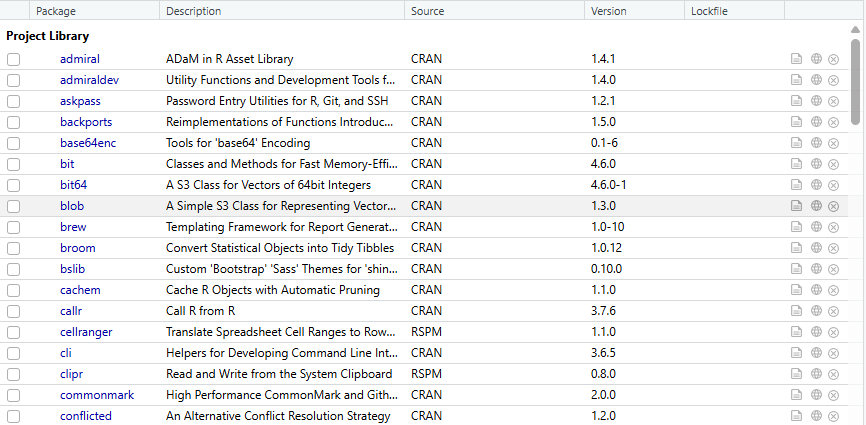 Package Description Source Version Lockfile
Project Library
admiral ADaM in R Asset Library CRAN 1.4.1
admiraldev Utility Functions and Development Tools f... CRAN 1.4.0
askpass Password Entry Utilities for R, Git, and SSH CRAN 1.2.1
backports Reimplementations of Functions Introduc... CRAN 1.5.0
base64enc Tools for 'base64' Encoding CRAN 0.1-6
bit Classes and Methods for Fast Memory-Effi... CRAN 4.6.0
bit64 A S3 Class for Vectors of 64bit Integers CRAN 4.6.0-1
blob A Simple S3 Class for Representing Vector... CRAN 1.3.0
brew Templating Framework for Report Generat... CRAN 1.0-10
broom Convert Statistical Objects into Tidy Tibbles CRAN 1.0.12
bslib Custom 'Bootstrap' 'Sass' Themes for 'shin... CRAN 0.10.0
cachem Cache R Objects with Automatic Pruning CRAN 1.1.0
callr Call R from R CRAN 3.7.6
cellranger Translate Spreadsheet Cell Ranges to Row... RSPM 1.1.0
cli Helpers for Developing Command Line Int... CRAN 3.6.5
clipr Read and Write from the System Clipboard RSPM 0.8.0
commonmark High Performance CommonMark and Gith... CRAN 2.0.0
conflicted An Alternative Conflict Resolution Strategy CRAN 1.2.0